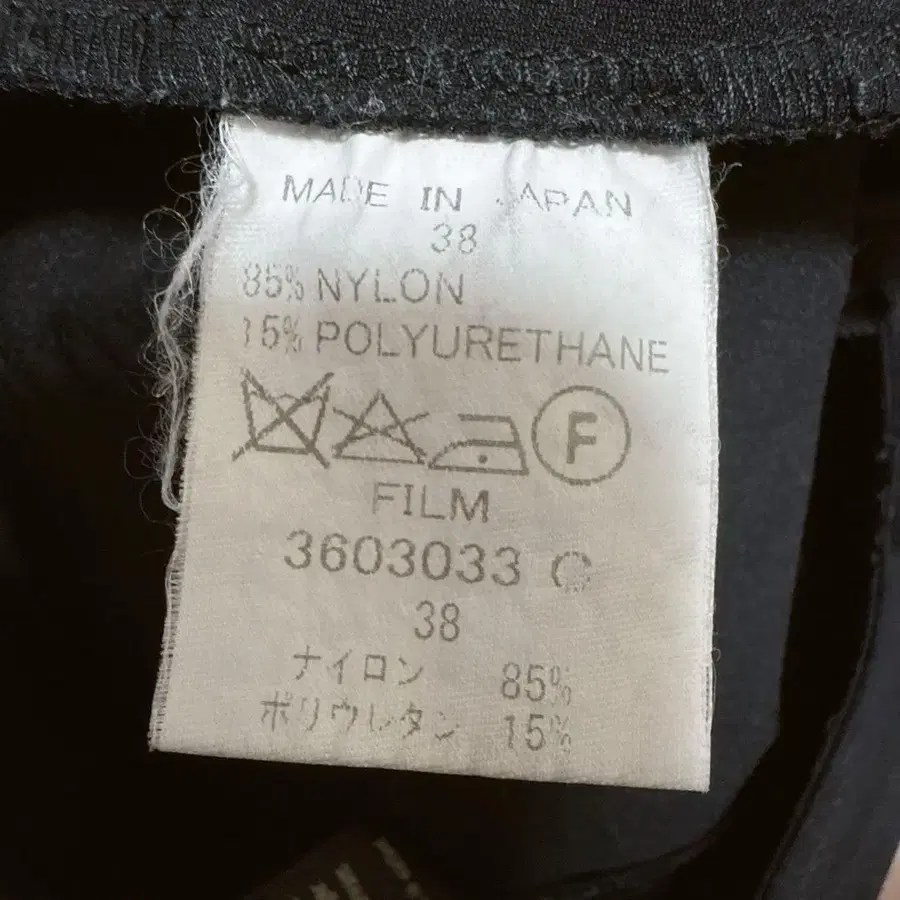 MADE IN JAPAN
38
85% NYLON
15% POLYURETHANE
F
FILM
3603033 C
38
ナイロン 85%
ポリウレタン 15%